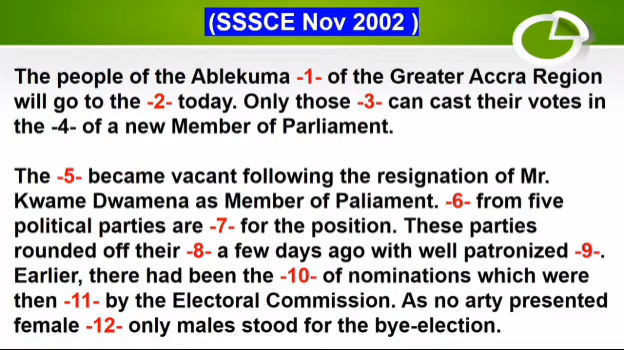 (SSSCE Nov 2002 )
The people of the Ablekuma -1- of the Greater Accra Region
will go to the -2- today. Only those -3- can cast their votes in
the -4- of a new Member of Parliament.
The -5- became vacant following the resignation of Mr.
Kwame Dwamena as Member of Paliament. -6- from five
political parties are -7- for the position. These parties
rounded off their -8- a few days ago with well patronized -9-.
Earlier, there had been the -10- of nominations which were
then -11- by the Electoral Commission. As no arty presented
female -12- only males stood for the bye-election.